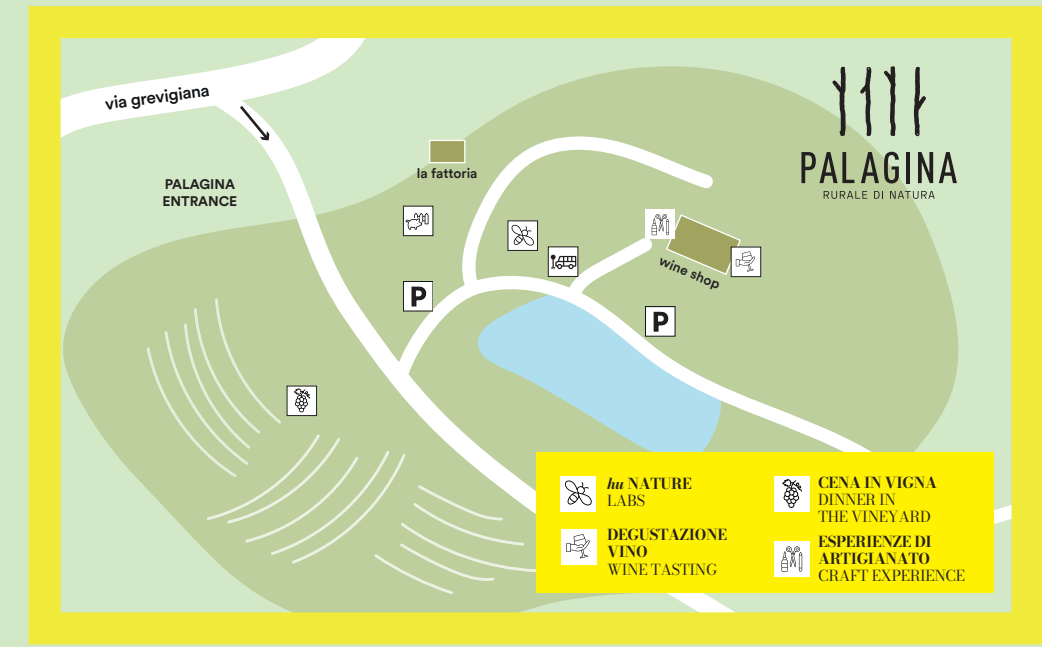 via grevigiana
PALAGINA
ENTRANCE
la fattoria
PALAGINA
RURALE DI NATURA
wine shop
P
P
hu NATURE
LABS
DEGUSTAZIONE
VINO
WINE TASTING
CENA IN VIGNA
DINNER IN
THE VINEYARD
ESPERIENZE DI
ARTIGIANATO
CRAFT EXPERIENCE